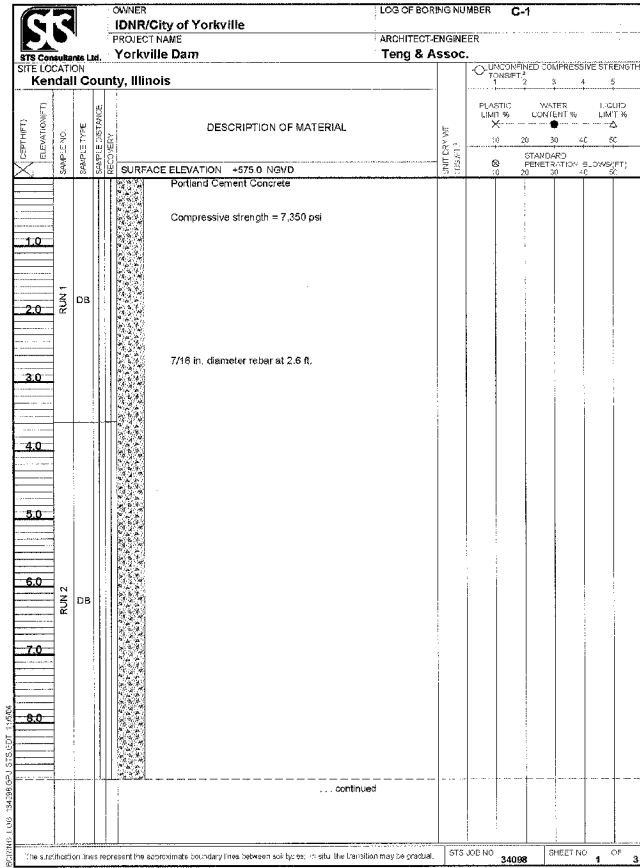 STS
STS Consultants Ltd.
OWNER
IDNR/City of Yorkville
LOG OF BORING NUMBER C-1
PROJECT NAME
Yorkville Dam
ARCHITECT-ENGINEER
Teng & Assoc.
SITE LOCATION
Kendall County, Illinois
UNCONFINED COMPRESSIVE STRENGTH
TONS/FT.²
1 2 3 4 5
PLASTIC LIMIT %
WATER CONTENT %
LIQUID LIMIT %
10 20 30 40 50
STANDARD
PENETRATION BLOWS/(FT)
10 20 30 40 50
DEPTH(FT)
ELEVATION(FT)
SAMPLE NO.
SAMPLE TYPE
SAMPLE DISTANCE
RECOVERY
DESCRIPTION OF MATERIAL
UNIT DRY WT
LBS./FT.³
SURFACE ELEVATION +575.0 NGVD
Portland Cement Concrete
Compressive strength = 7,350 psi
1.0
RUN 1
DB
2.0
7/16 in. diameter rebar at 2.6 ft.
3.0
4.0
5.0
6.0
RUN 2
DB
7.0
8.0
... continued
The stratification lines represent the approximate boundary lines between soil types: in situ, the transition may be gradual.
STS JOB NO. 34098
SHEET NO. 1 OF 3